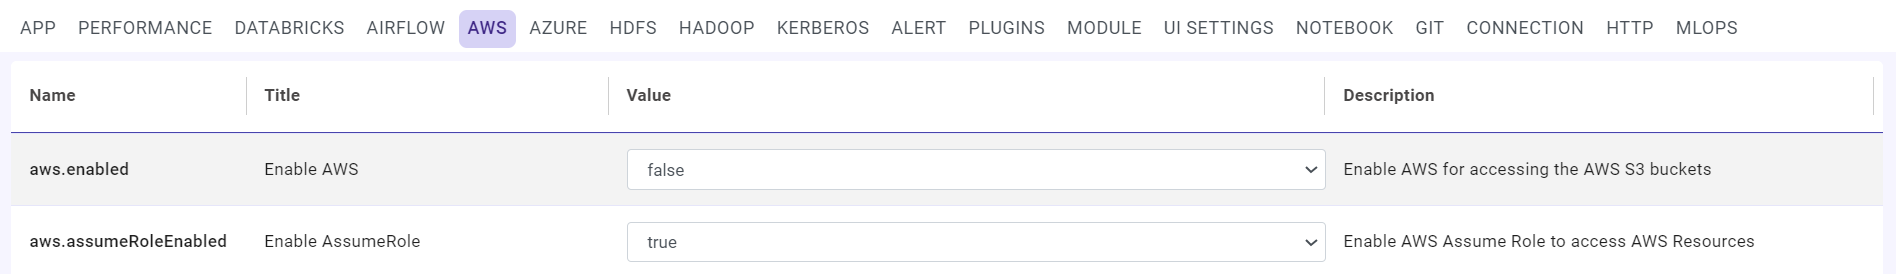 APP PERFORMANCE DATABRICKS AIRFLOW AWS AZURE HDFS HADOOP KERBEROS ALERT PLUGINS MODULE UI SETTINGS NOTEBOOK GIT CONNECTION HTTP MLOPS
Name Title Value Description
aws.enabled Enable AWS false Enable AWS for accessing the AWS S3 buckets
aws.assumeRoleEnabled Enable AssumeRole true Enable AWS Assume Role to access AWS Resources